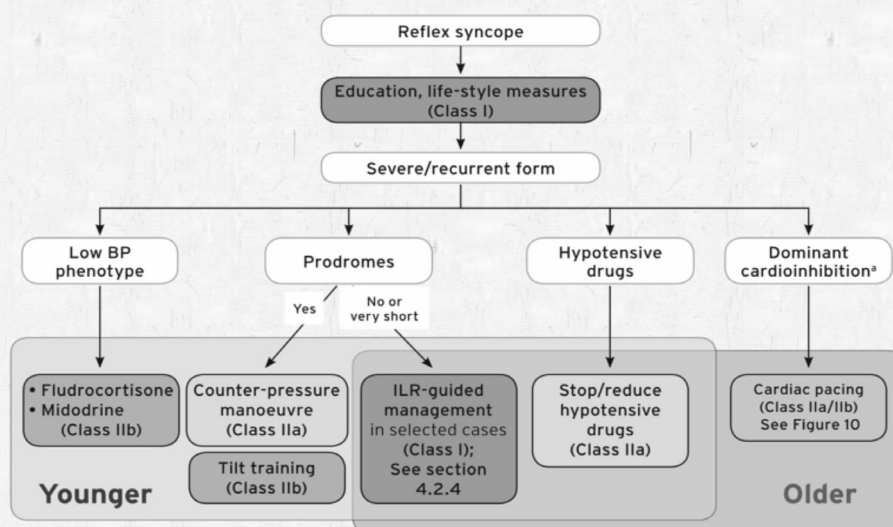 Reflex syncope
Education, life-style measures
(Class I)
Severe/recurrent form
Low BP
phenotype
Prodromes
Hypotensive
drugs
Dominant
cardioinhibitionª
Yes
No or
very short
• Fludrocortisone
• Midodrine
(Class IIb)
Counter-pressure
manoeuvre
(Class IIa)
Tilt training
(Class IIb)
ILR-guided
management
in selected cases
(Class I);
See section
4.2.4
Stop/reduce
hypotensive
drugs
(Class IIa)
Cardiac pacing
(Class IIa/IIb)
See Figure 10
Younger
Older